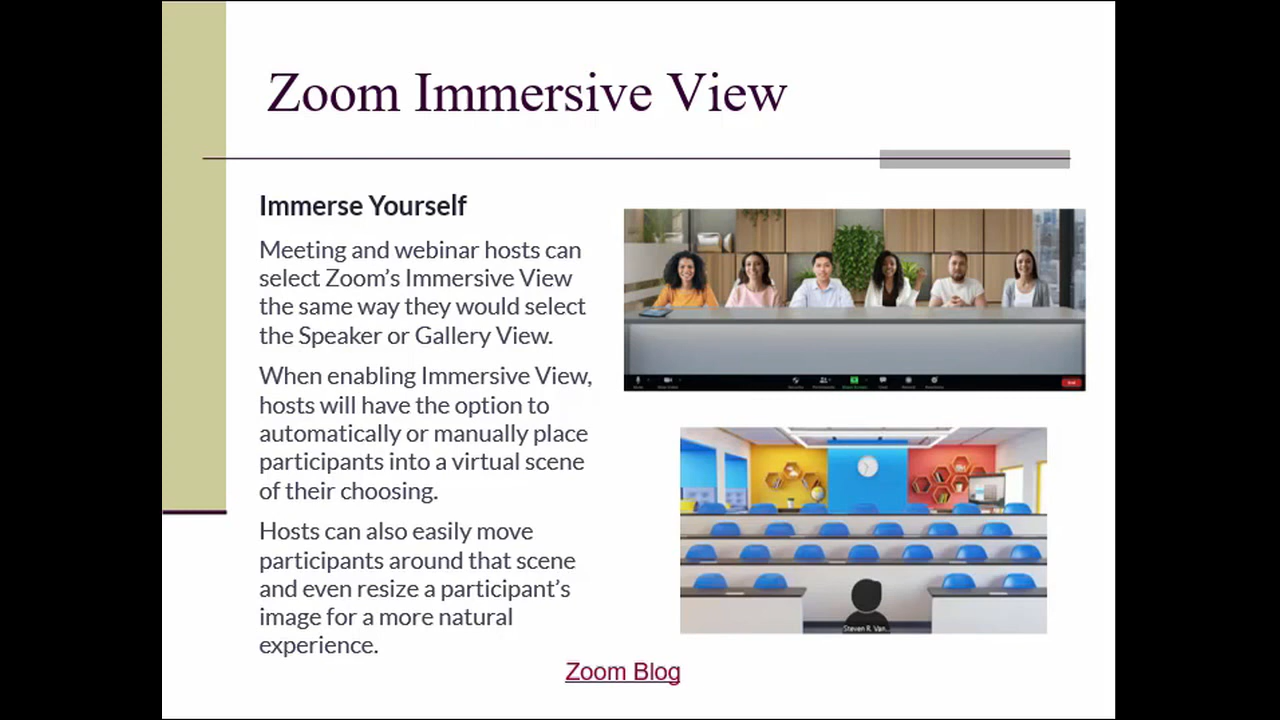 Zoom Immersive View
Immerse Yourself
Meeting and webinar hosts can
select Zoom’s Immersive View
the same way they would select
the Speaker or Gallery View.
When enabling Immersive View,
hosts will have the option to
automatically or manually place
participants into a virtual scene
of their choosing.
Hosts can also easily move
participants around that scene
and even resize a participant’s
image for a more natural
experience.
Steven R. Van...
Zoom Blog